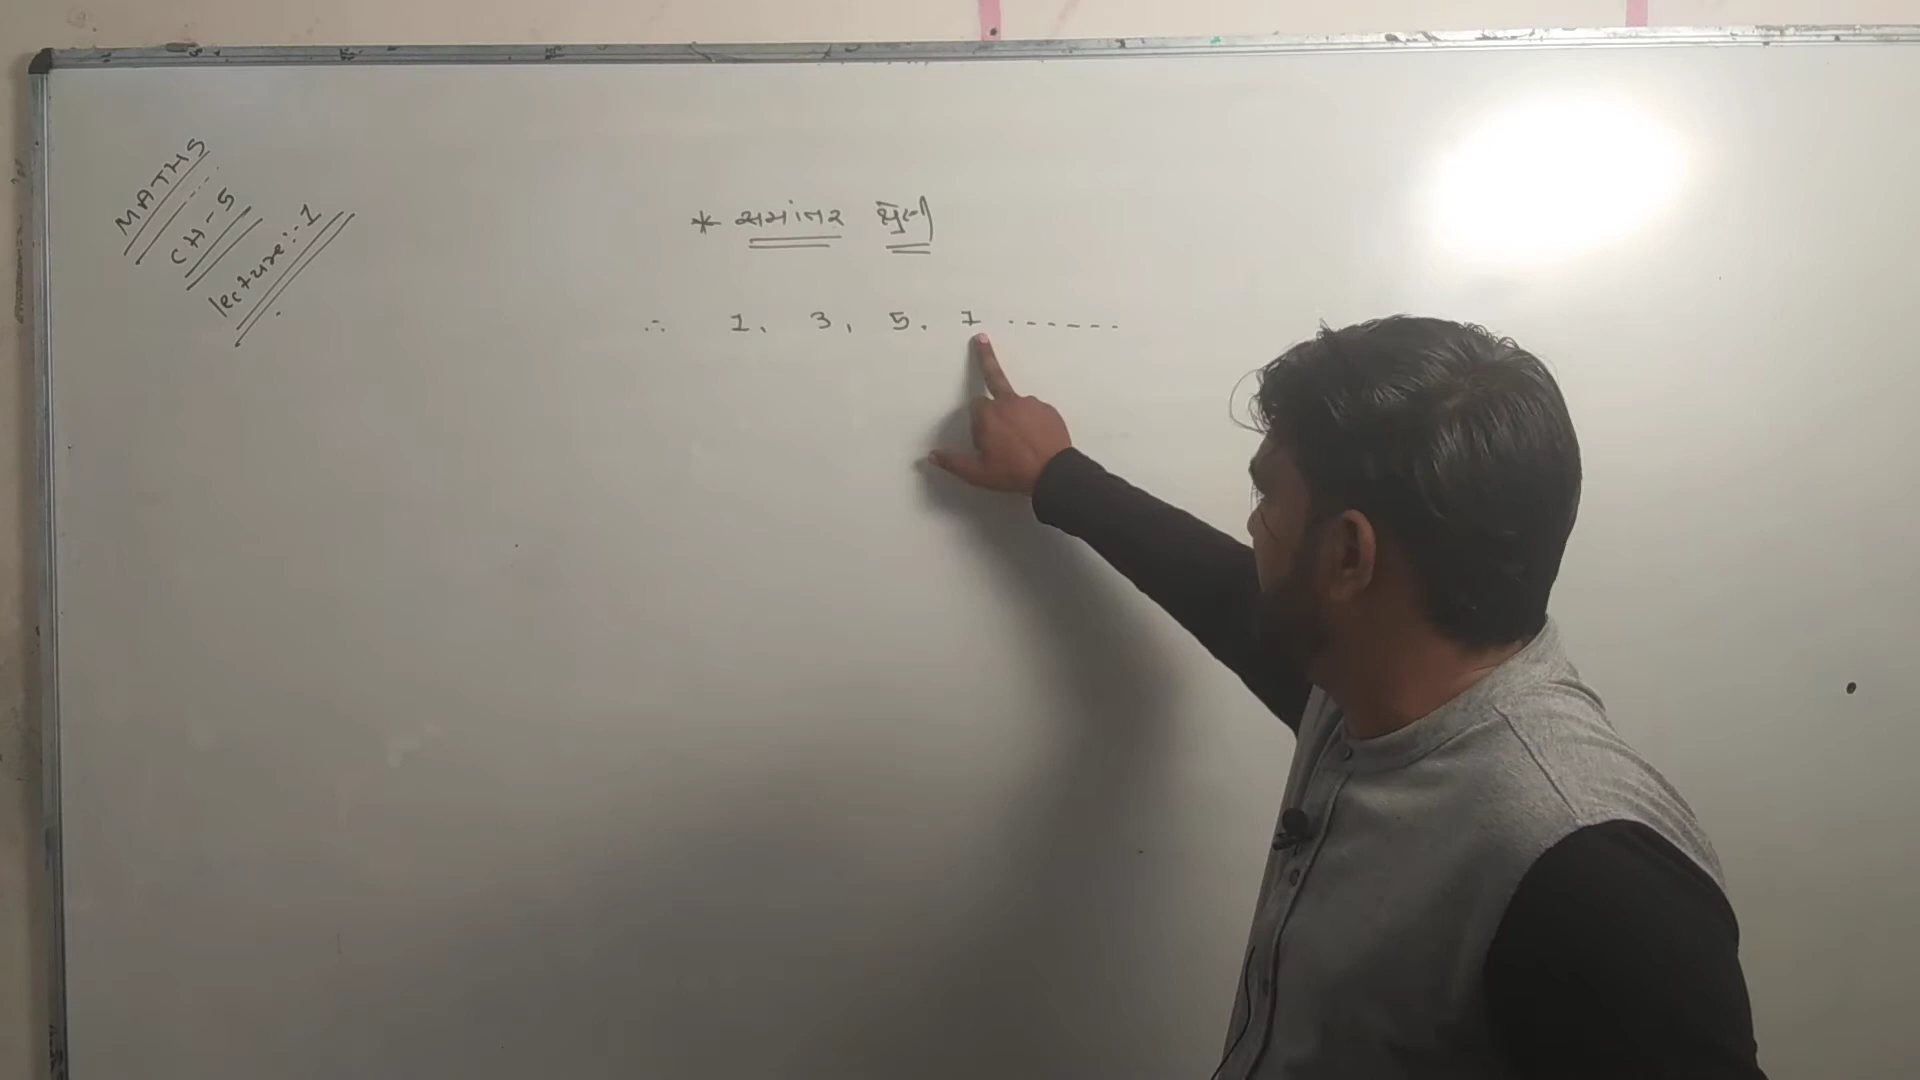 MATHS
CH-5
lecture:-1
* સમાંતર શ્રેણી
∴ 1, 3, 5, 7 .......